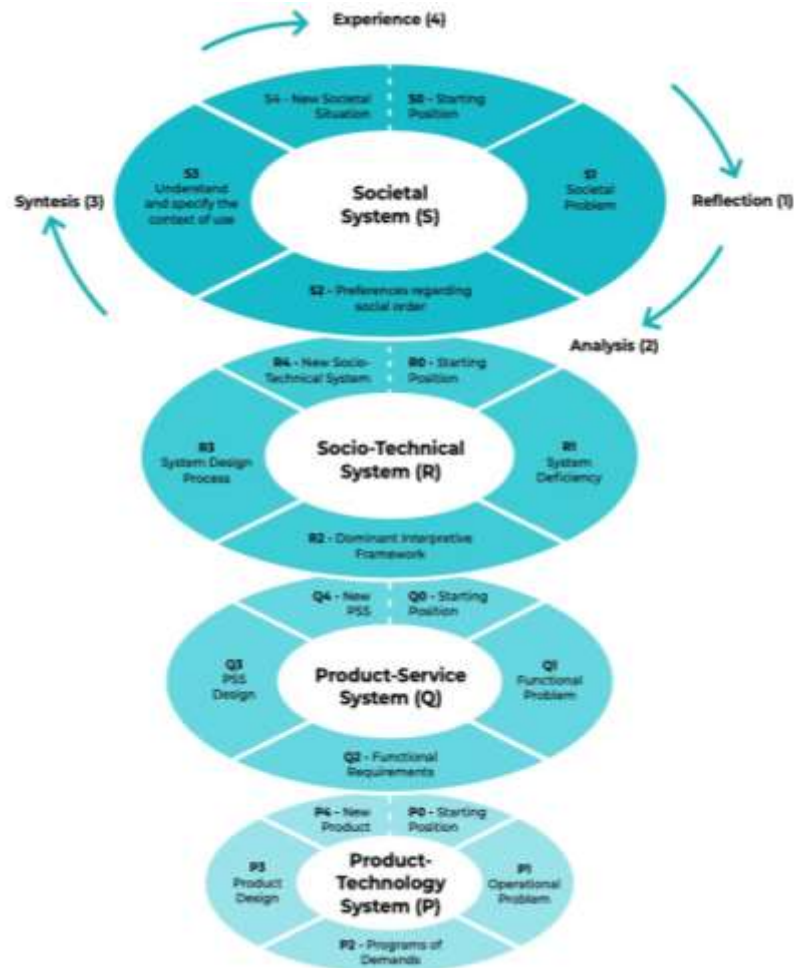 Experience (4)
S4 - New Societal
Situation
S0 - Starting
Position
S3
Understand
and specify the
context of use
Societal
System (S)
S1
Societal
Problem
Syntesis (3)
Reflection (1)
S2 - Preferences regarding
social order
Analysis (2)
R4 - New Socio-
Technical System
R0 - Starting
Position
R3
System Design
Process
Socio-Technical
System (R)
R1
System
Deficiency
R2 - Dominant Interpretive
Framework
Q4 - New
PSS
Q0 - Starting
Position
Q3
PSS
Design
Product-Service
System (Q)
Q1
Functional
Problem
Q2 - Functional
Requirements
P4 - New
Product
P0 - Starting
Position
P3
Product
Design
Product-
Technology
System (P)
P1
Operational
Problem
P2 - Programs of
Demands